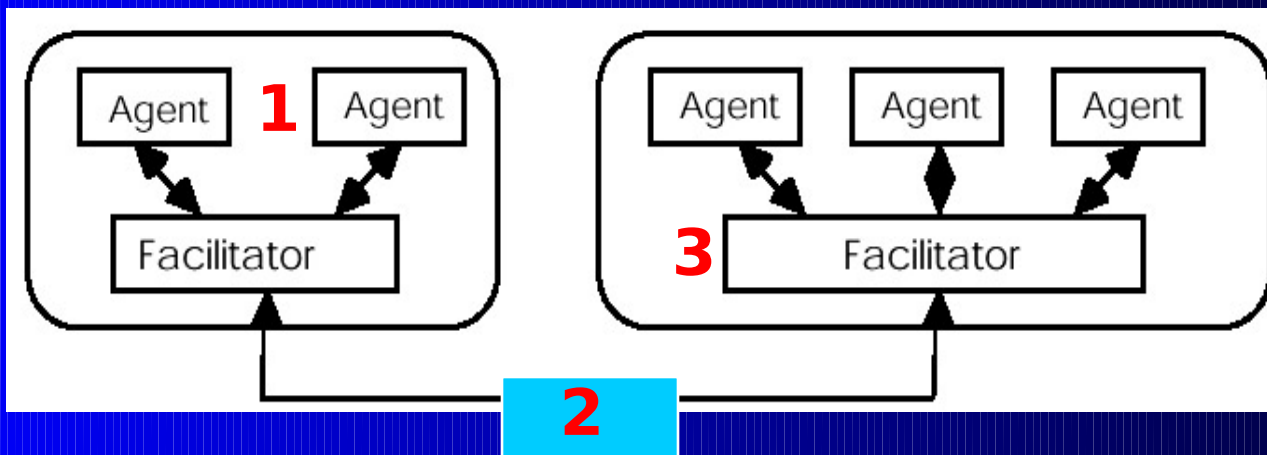 Agent 1 Agent
Agent Agent Agent
Facilitator
3 Facilitator
2